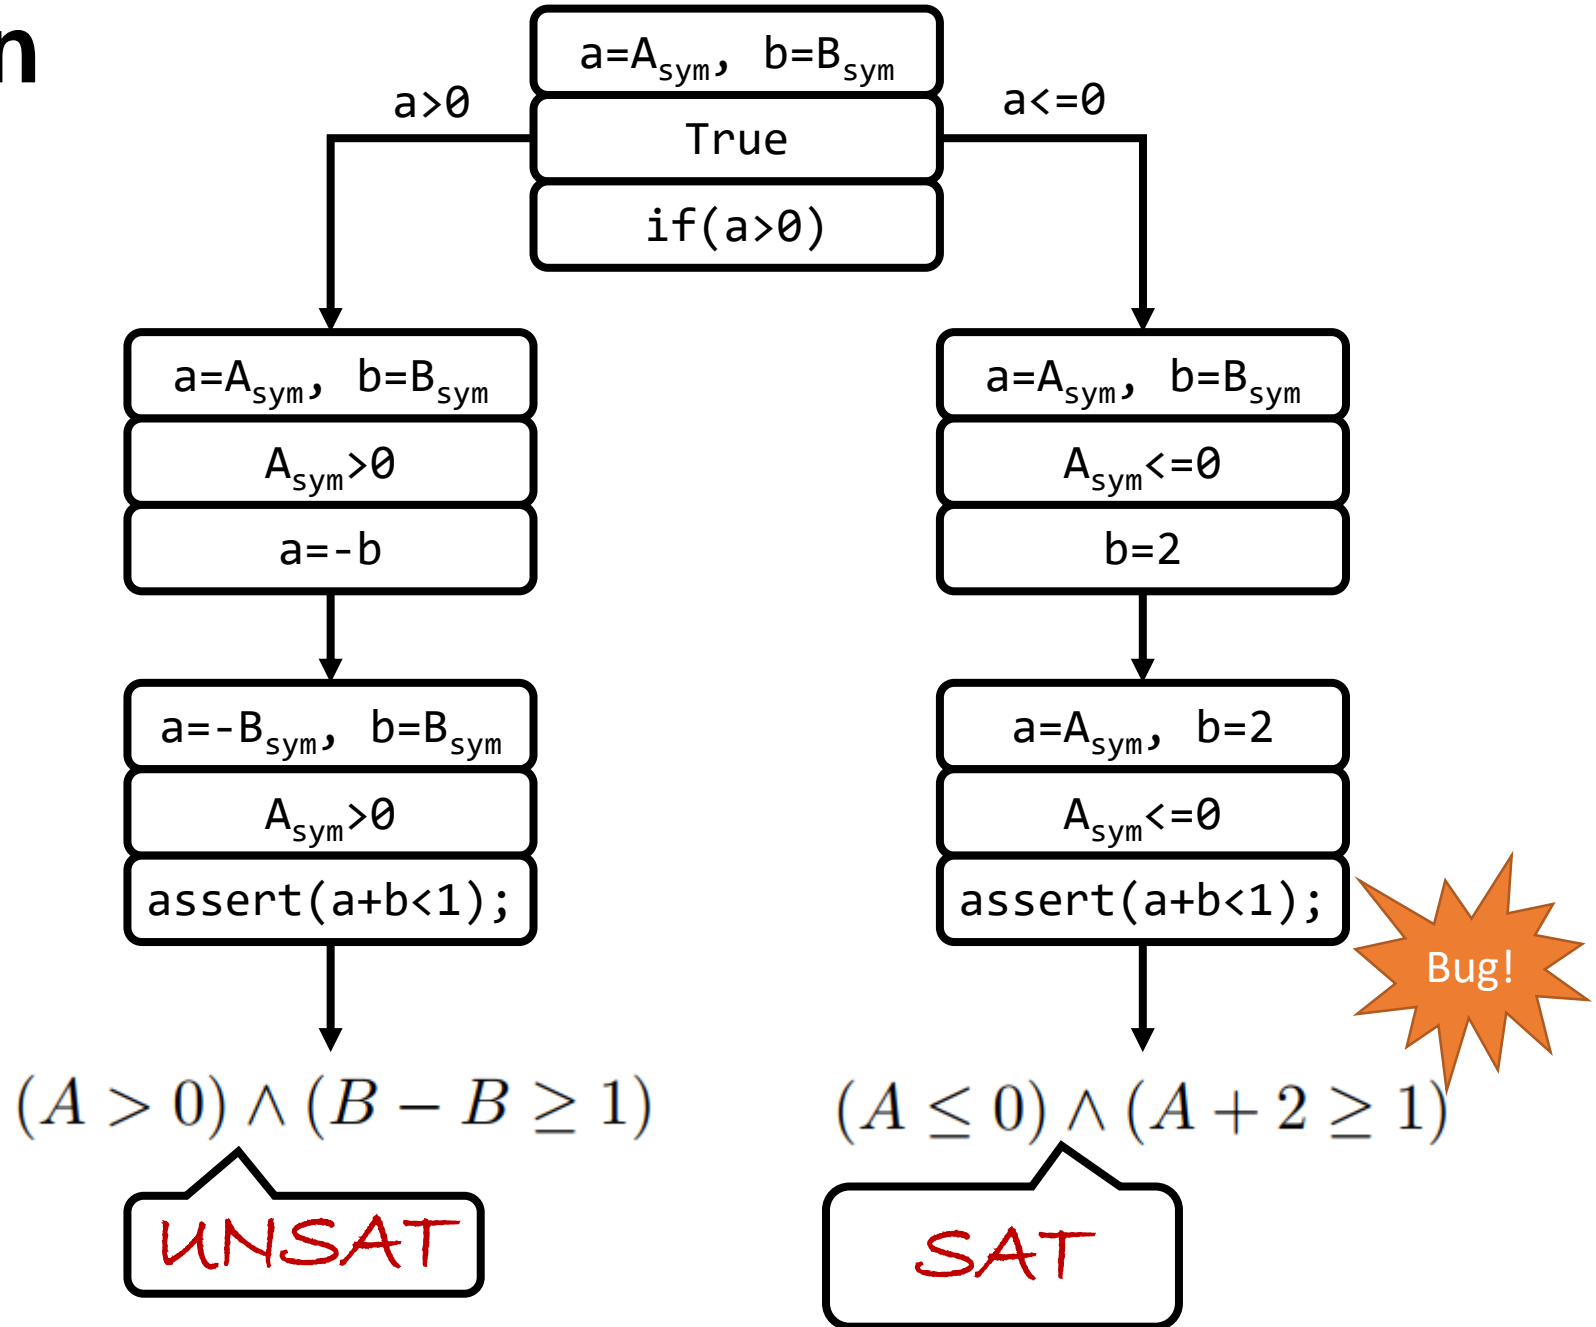 n
a=A_sym, b=B_sym
True
if(a>0)
a>0
a<=0
a=A_sym, b=B_sym
A_sym>0
a=-b
a=-B_sym, b=B_sym
A_sym>0
assert(a+b<1);
(A > 0) ∧ (B − B ≥ 1)
UNSAT
a=A_sym, b=B_sym
A_sym<=0
b=2
a=A_sym, b=2
A_sym<=0
assert(a+b<1);
Bug!
(A ≤ 0) ∧ (A + 2 ≥ 1)
SAT